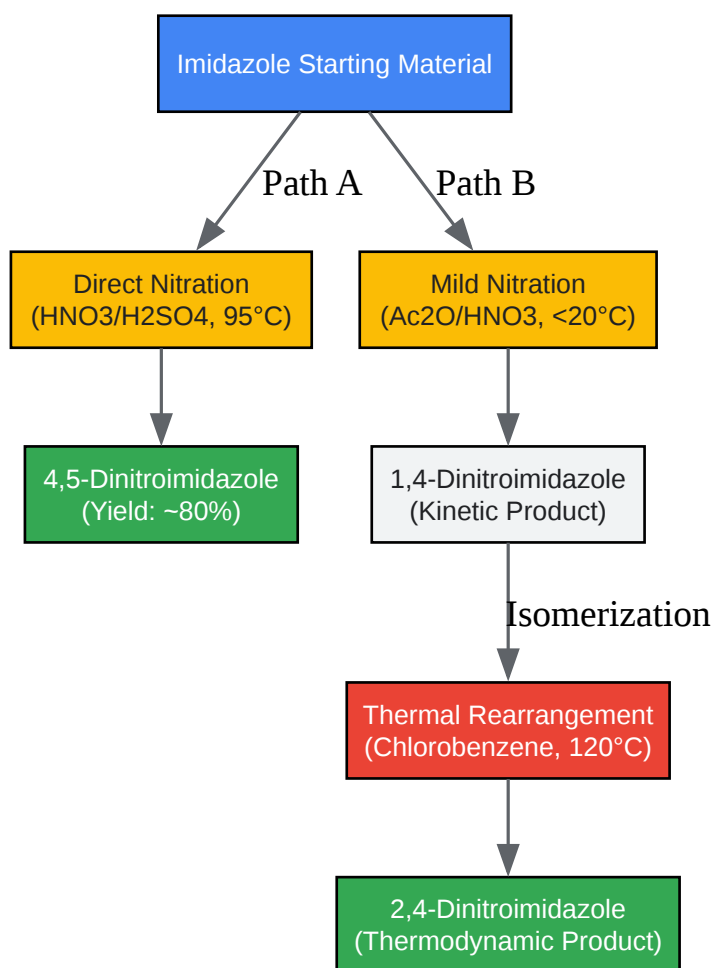 Imidazole Starting Material
Path A
Path B
Direct Nitration
(HNO3/H2SO4, 95°C)
Mild Nitration
(Ac2O/HNO3, <20°C)
4,5-Dinitroimidazole
(Yield: ~80%)
1,4-Dinitroimidazole
(Kinetic Product)
Isomerization
Thermal Rearrangement
(Chlorobenzene, 120°C)
2,4-Dinitroimidazole
(Thermodynamic Product)